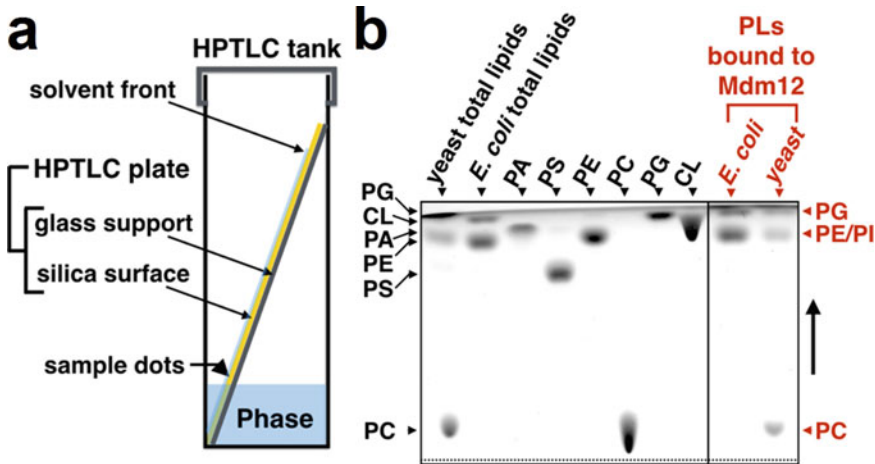 a
HPTLC tank
solvent front
HPTLC plate
glass support
silica surface
sample dots
Phase
b
PLs
bound to
Mdm12
yeast total lipids
E. coli total lipids
PA
PS
PE
PC
PG
CL
E. coli
yeast
PG
CL
PA
PE
PS
PC
PG
PE/PI
PC